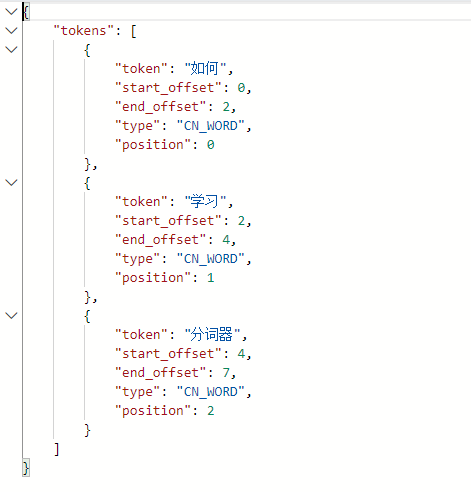 {
    "tokens": [
        {
            "token": "如何",
            "start_offset": 0,
            "end_offset": 2,
            "type": "CN_WORD",
            "position": 0
        },
        {
            "token": "学习",
            "start_offset": 2,
            "end_offset": 4,
            "type": "CN_WORD",
            "position": 1
        },
        {
            "token": "分词器",
            "start_offset": 4,
            "end_offset": 7,
            "type": "CN_WORD",
            "position": 2
        }
    ]
}